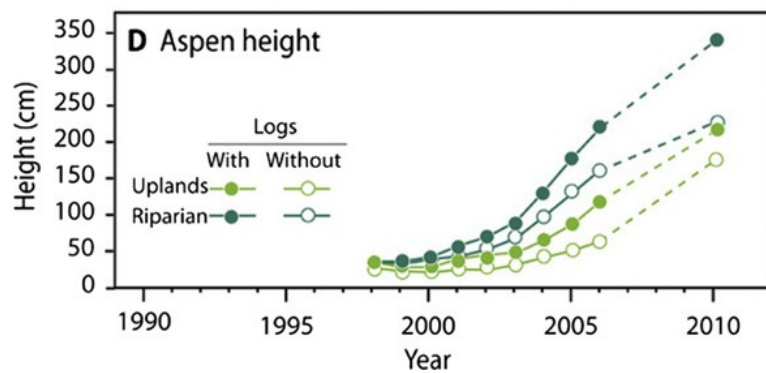 D Aspen height
Height (cm)
350
300
250
200
150
100
50
0
Logs
With Without
Uplands
Riparian
1990 1995 2000 2005 2010
Year